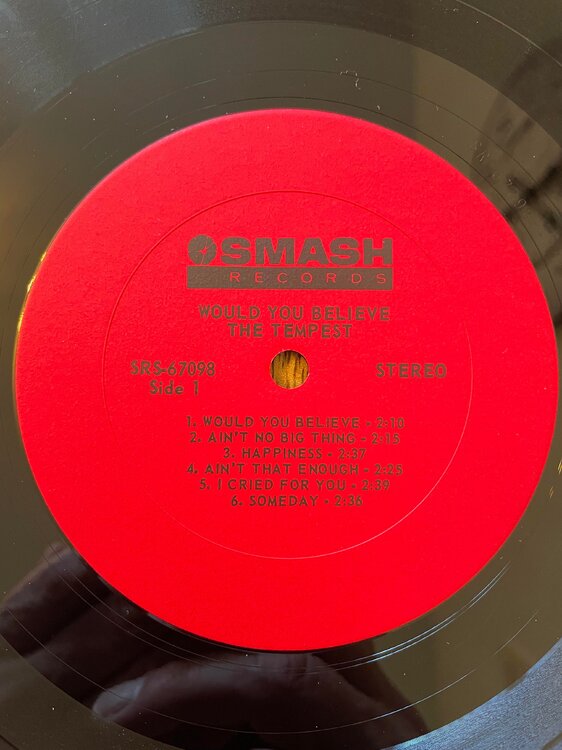 SMASH
RECORDS
WOULD YOU BELIEVE
THE TEMPEST
SRS-67098
Side 1
STEREO
1. WOULD YOU BELIEVE - 2:10
2. AIN'T NO BIG THING - 2:15
3. HAPPINESS - 2:37
4. AIN'T THAT ENOUGH - 2:25
5. I CRIED FOR YOU - 2:39
6. SOMEDAY - 2:36